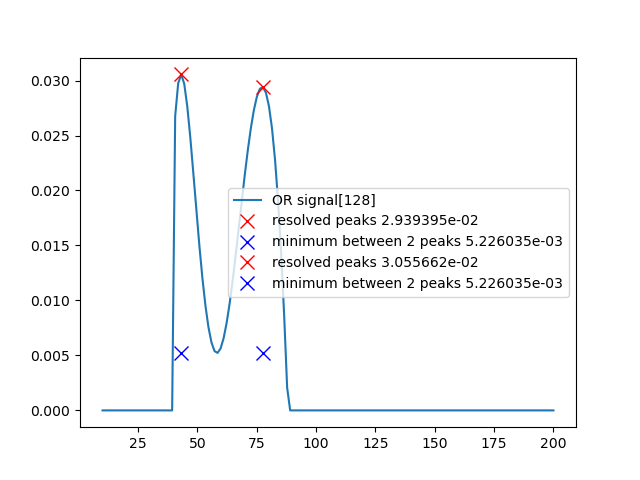 0.030
0.025
0.020
0.015
0.010
0.005
0.000
OR signal[128]
resolved peaks 2.939395e-02
minimum between 2 peaks 5.226035e-03
resolved peaks 3.055662e-02
minimum between 2 peaks 5.226035e-03
25 50 75 100 125 150 175 200